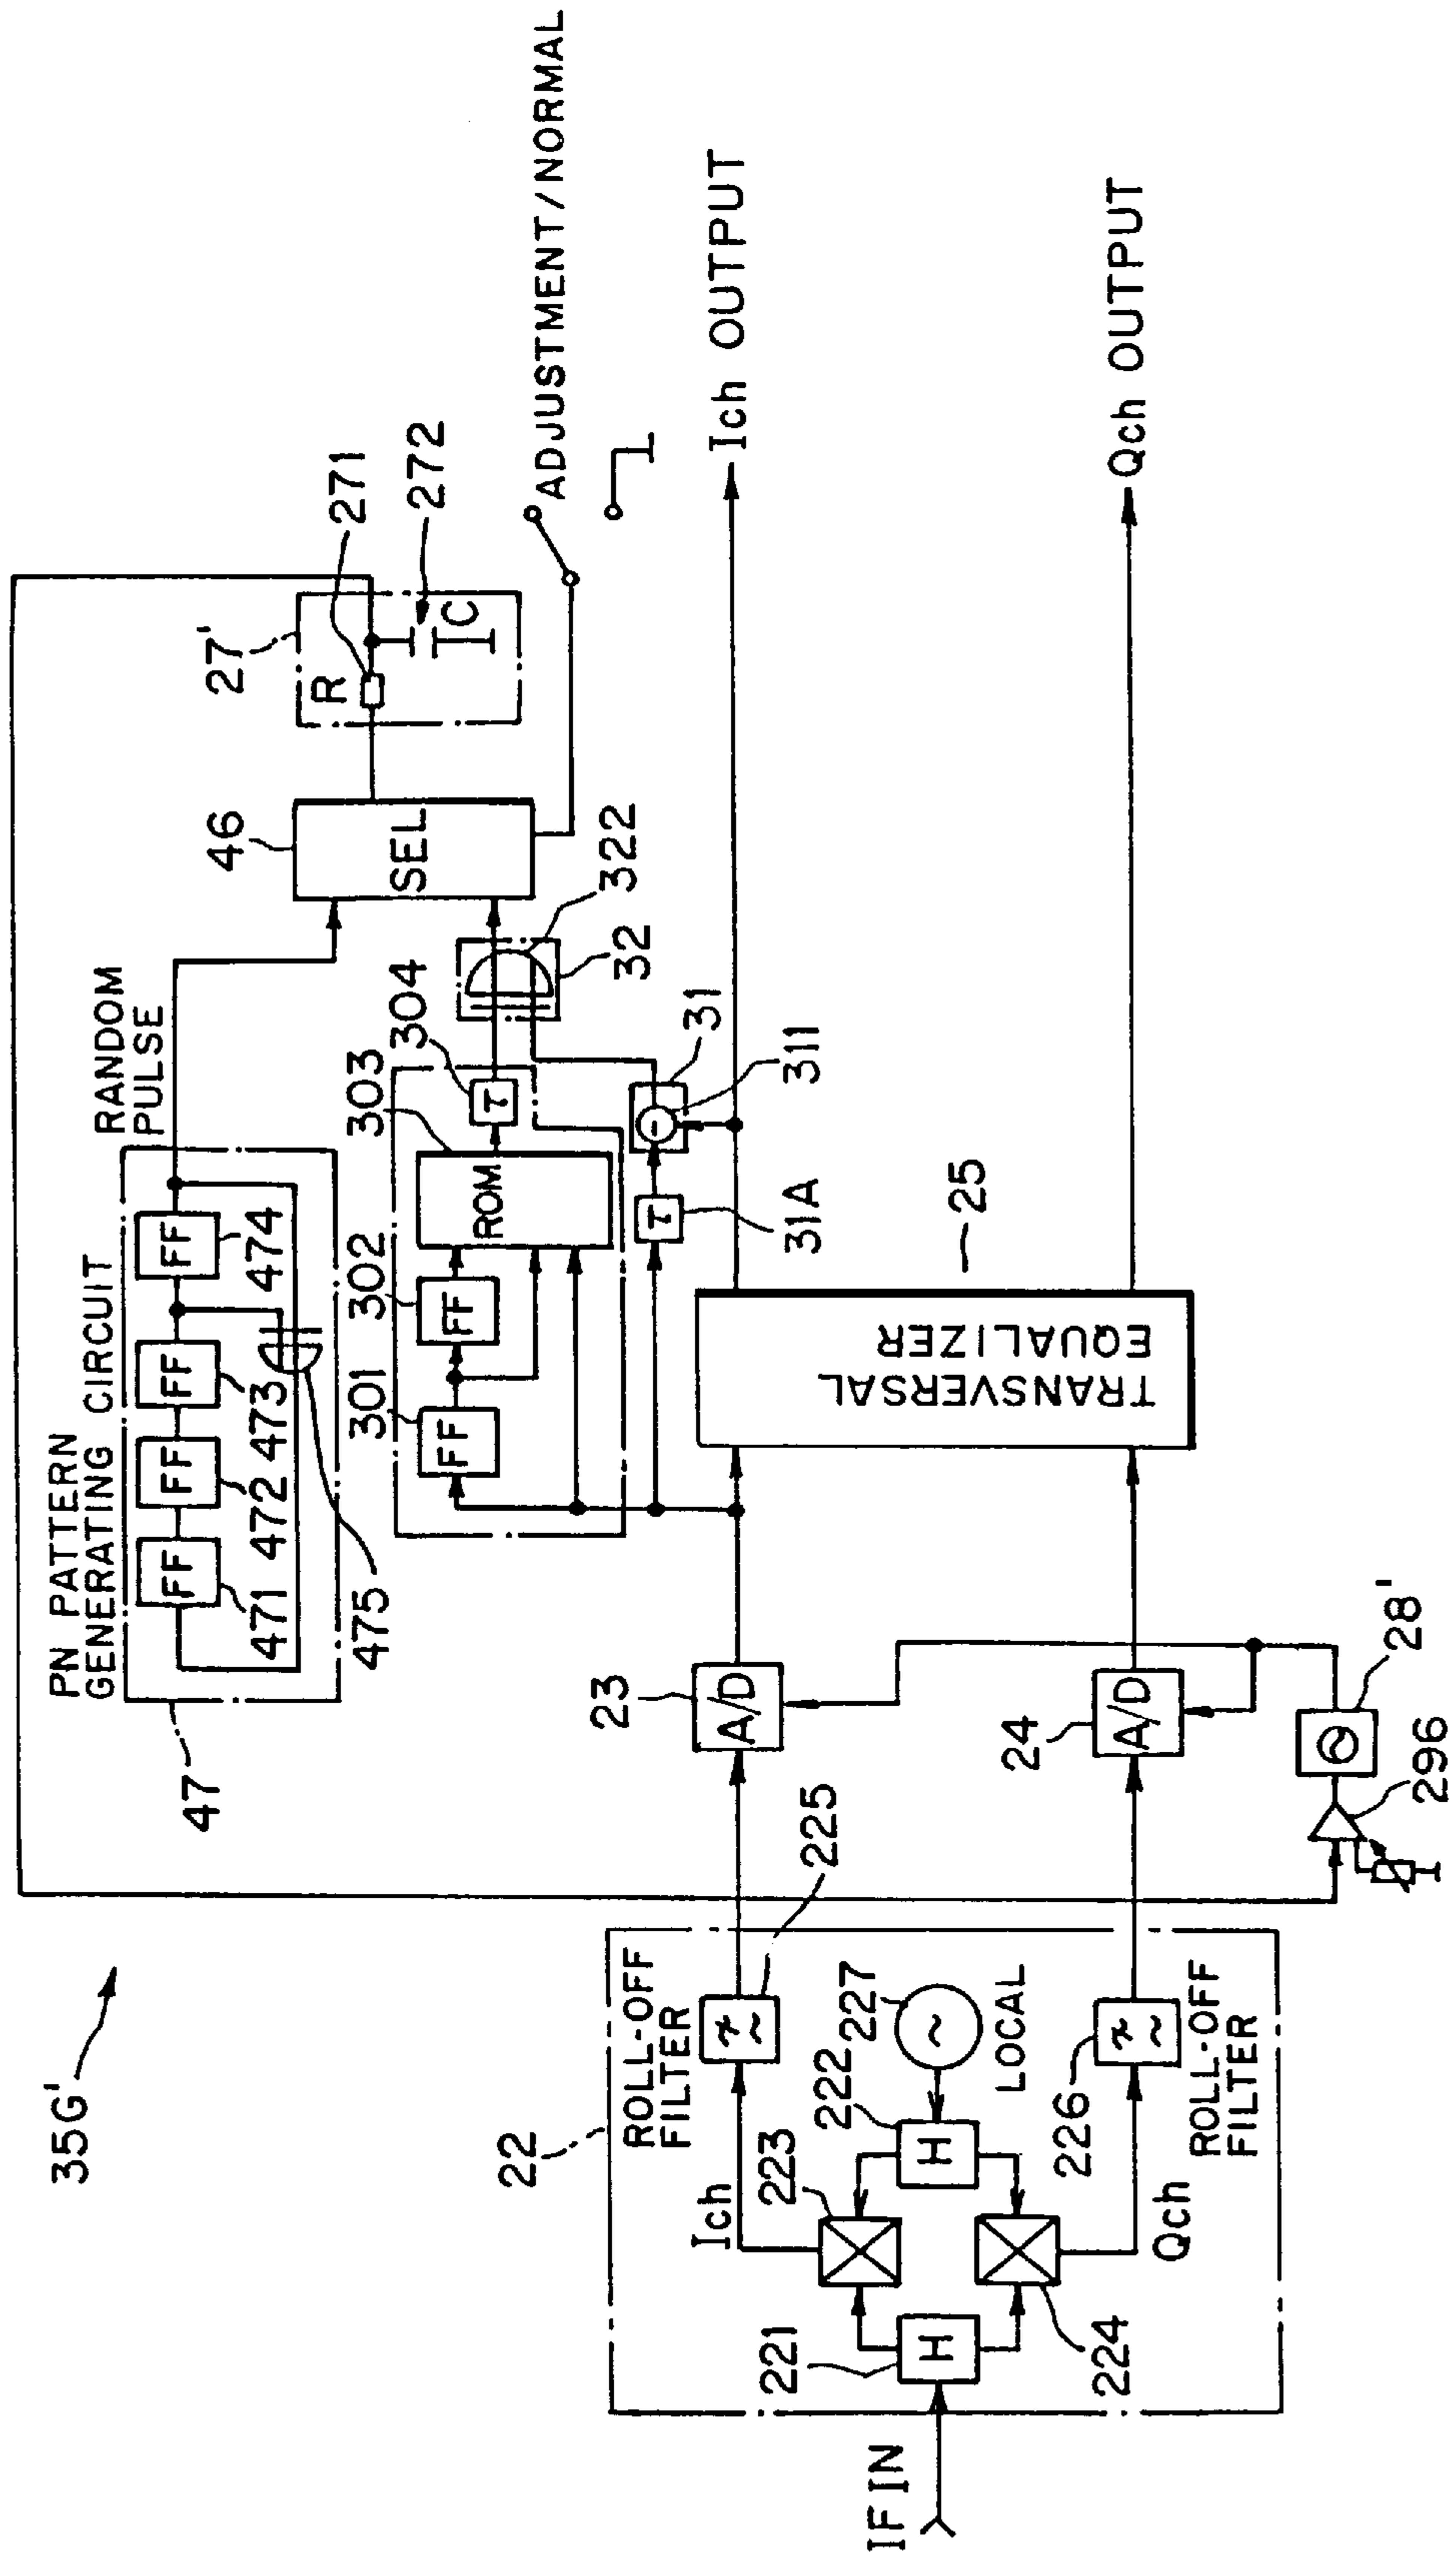 35G'
PN PATTERN
GENERATING CIRCUIT
47
FF
FF
FF
FF
471
472
473
474
475
RANDOM
PULSE
46
SEL
27'
R
C
271
272
ADJUSTMENT/NORMAL
301
FF
302
FF
303
ROM
304
τ
32
322
31
311
31A
τ
-
Ich OUTPUT
Qch OUTPUT
25
TRANSVERSAL
EQUALIZER
23
A/D
24
A/D
28'
296
22
ROLL-OFF
FILTER
225
Ich
223
222
H
227
~
LOCAL
221
H
224
Qch
226
ROLL-OFF
FILTER
IF IN